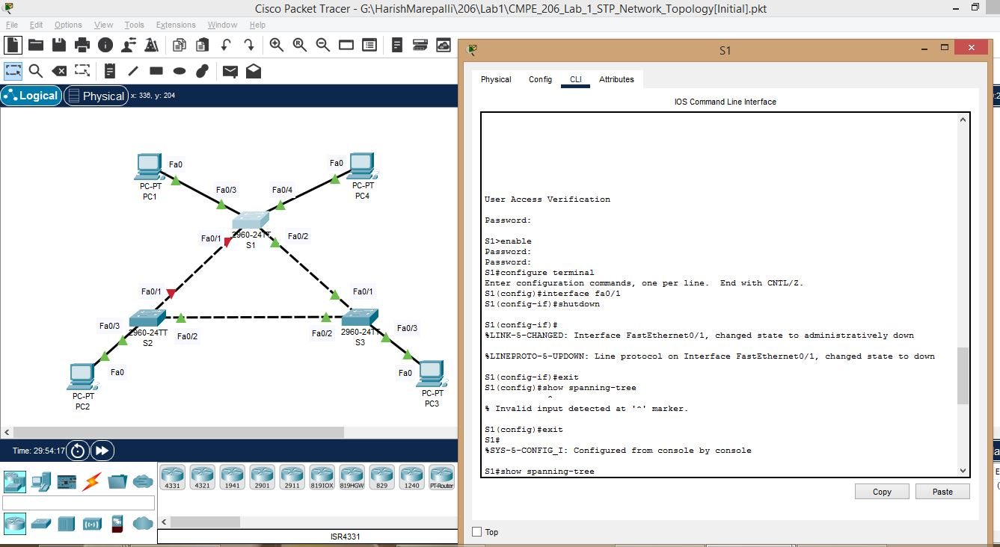 Cisco Packet Tracer - G:\HarishMarepalli\206\Lab1\CMPE_206_Lab_1_STP_Network_Topology[Initial].pkt
File Edit Options View Tools Extensions Window Help
Logical Physical x: 336, y: 204
PC-PT
PC1
Fa0
Fa0
PC-PT
PC4
Fa0/3
Fa0/4
Fa0/1
2960-24TT
S1
Fa0/2
Fa0/1
Fa0/1
2960-24TT
S2
Fa0/3
Fa0/2
Fa0/2
2960-24TT
S3
Fa0/3
Fa0
PC-PT
PC2
Fa0
PC-PT
PC3
Time: 29:54:17
4331 4321 1941 2901 2911 819IOX 819HGW 829 1240 PT-Router
ISR4331
S1
Physical Config CLI Attributes
IOS Command Line Interface
User Access Verification
Password:
S1>enable
Password:
Password:
S1#configure terminal
Enter configuration commands, one per line.  End with CNTL/Z.
S1(config)#interface fa0/1
S1(config-if)#shutdown
S1(config-if)#
%LINK-5-CHANGED: Interface FastEthernet0/1, changed state to administratively down
%LINEPROTO-5-UPDOWN: Line protocol on Interface FastEthernet0/1, changed state to down
S1(config-if)#exit
S1(config)#show spanning-tree
^
% Invalid input detected at '^' marker.
S1(config)#exit
S1#
%SYS-5-CONFIG_I: Configured from console by console
S1#show spanning-tree
Copy Paste
Top